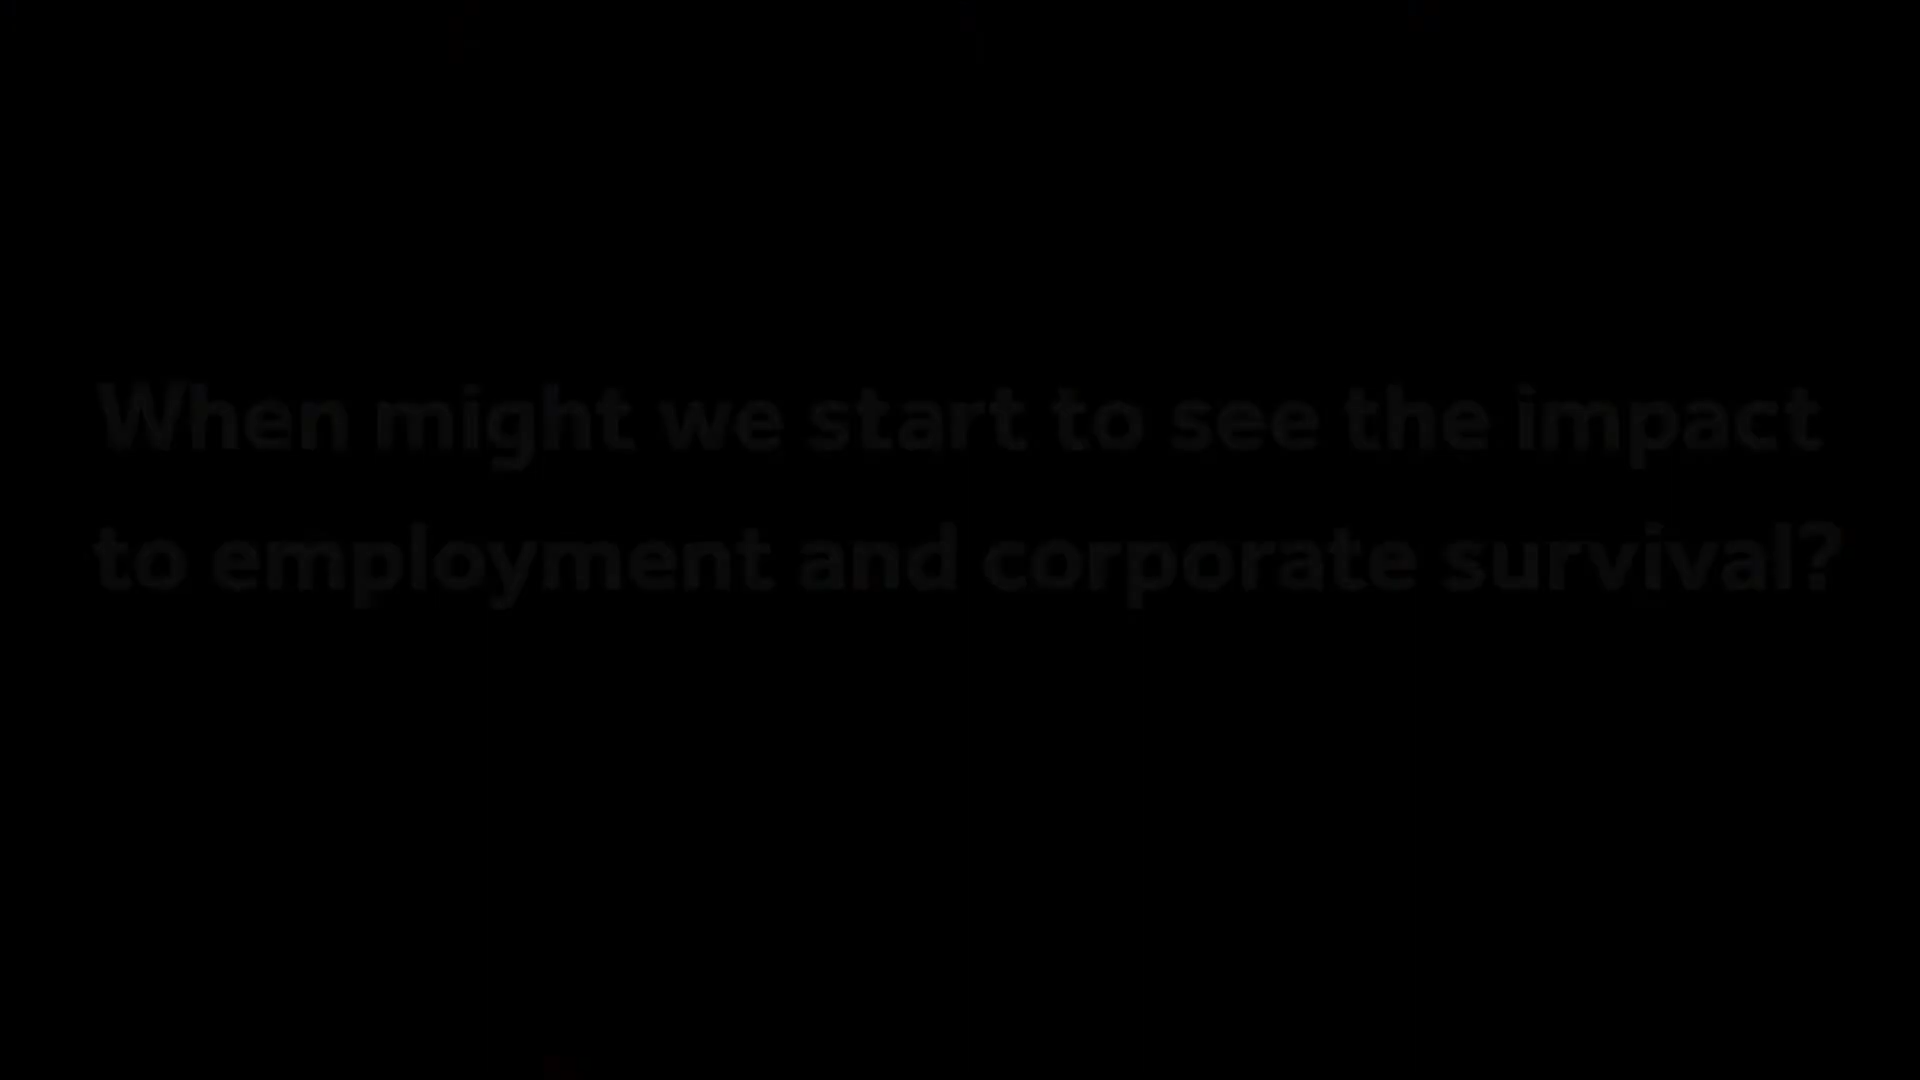 When might we start to see the impact
to employment and corporate survival?